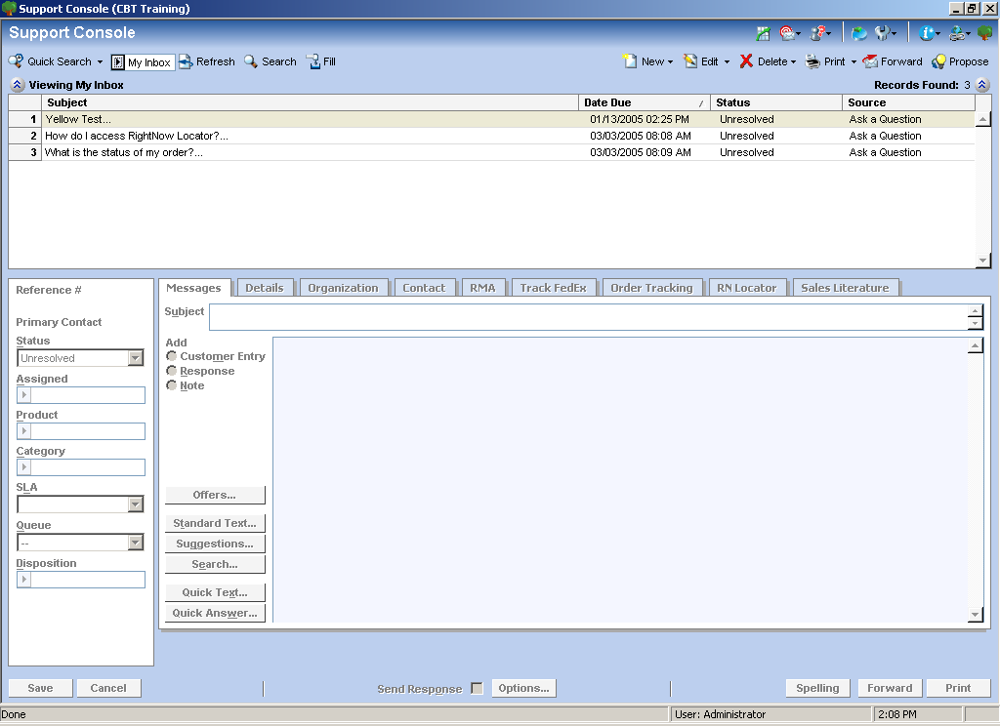 Support Console (CBT Training)
Support Console
Quick Search My Inbox Refresh Search Fill New Edit Delete Print Forward Propose
Viewing My Inbox Records Found: 3
Subject Date Due Status Source
1 Yellow Test... 01/13/2005 02:25 PM Unresolved Ask a Question
2 How do I access RightNow Locator?... 03/03/2005 08:08 AM Unresolved Ask a Question
3 What is the status of my order?... 03/03/2005 08:09 AM Unresolved Ask a Question
Reference #
Primary Contact
Status
Unresolved
Assigned
Product
Category
SLA
Queue
--
Disposition
Messages Details Organization Contact RMA Track FedEx Order Tracking RN Locator Sales Literature
Subject
Add
Customer Entry
Response
Note
Offers...
Standard Text...
Suggestions...
Search...
Quick Text...
Quick Answer...
Save Cancel Send Response Options... Spelling Forward Print
Done User: Administrator 2:08 PM